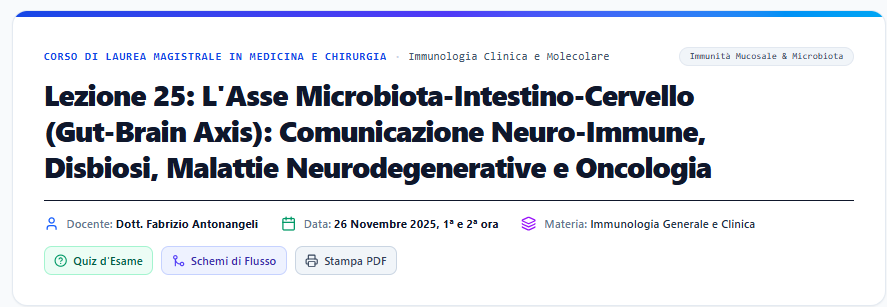 CORSO DI LAUREA MAGISTRALE IN MEDICINA E CHIRURGIA · Immunologia Clinica e Molecolare
Immunità Mucosale & Microbiota
Lezione 25: L'Asse Microbiota-Intestino-Cervello
(Gut-Brain Axis): Comunicazione Neuro-Immune,
Disbiosi, Malattie Neurodegenerative e Oncologia
Docente: Dott. Fabrizio Antonangeli Data: 26 Novembre 2025, 1ª e 2ª ora Materia: Immunologia Generale e Clinica
Quiz d'Esame Schemi di Flusso Stampa PDF